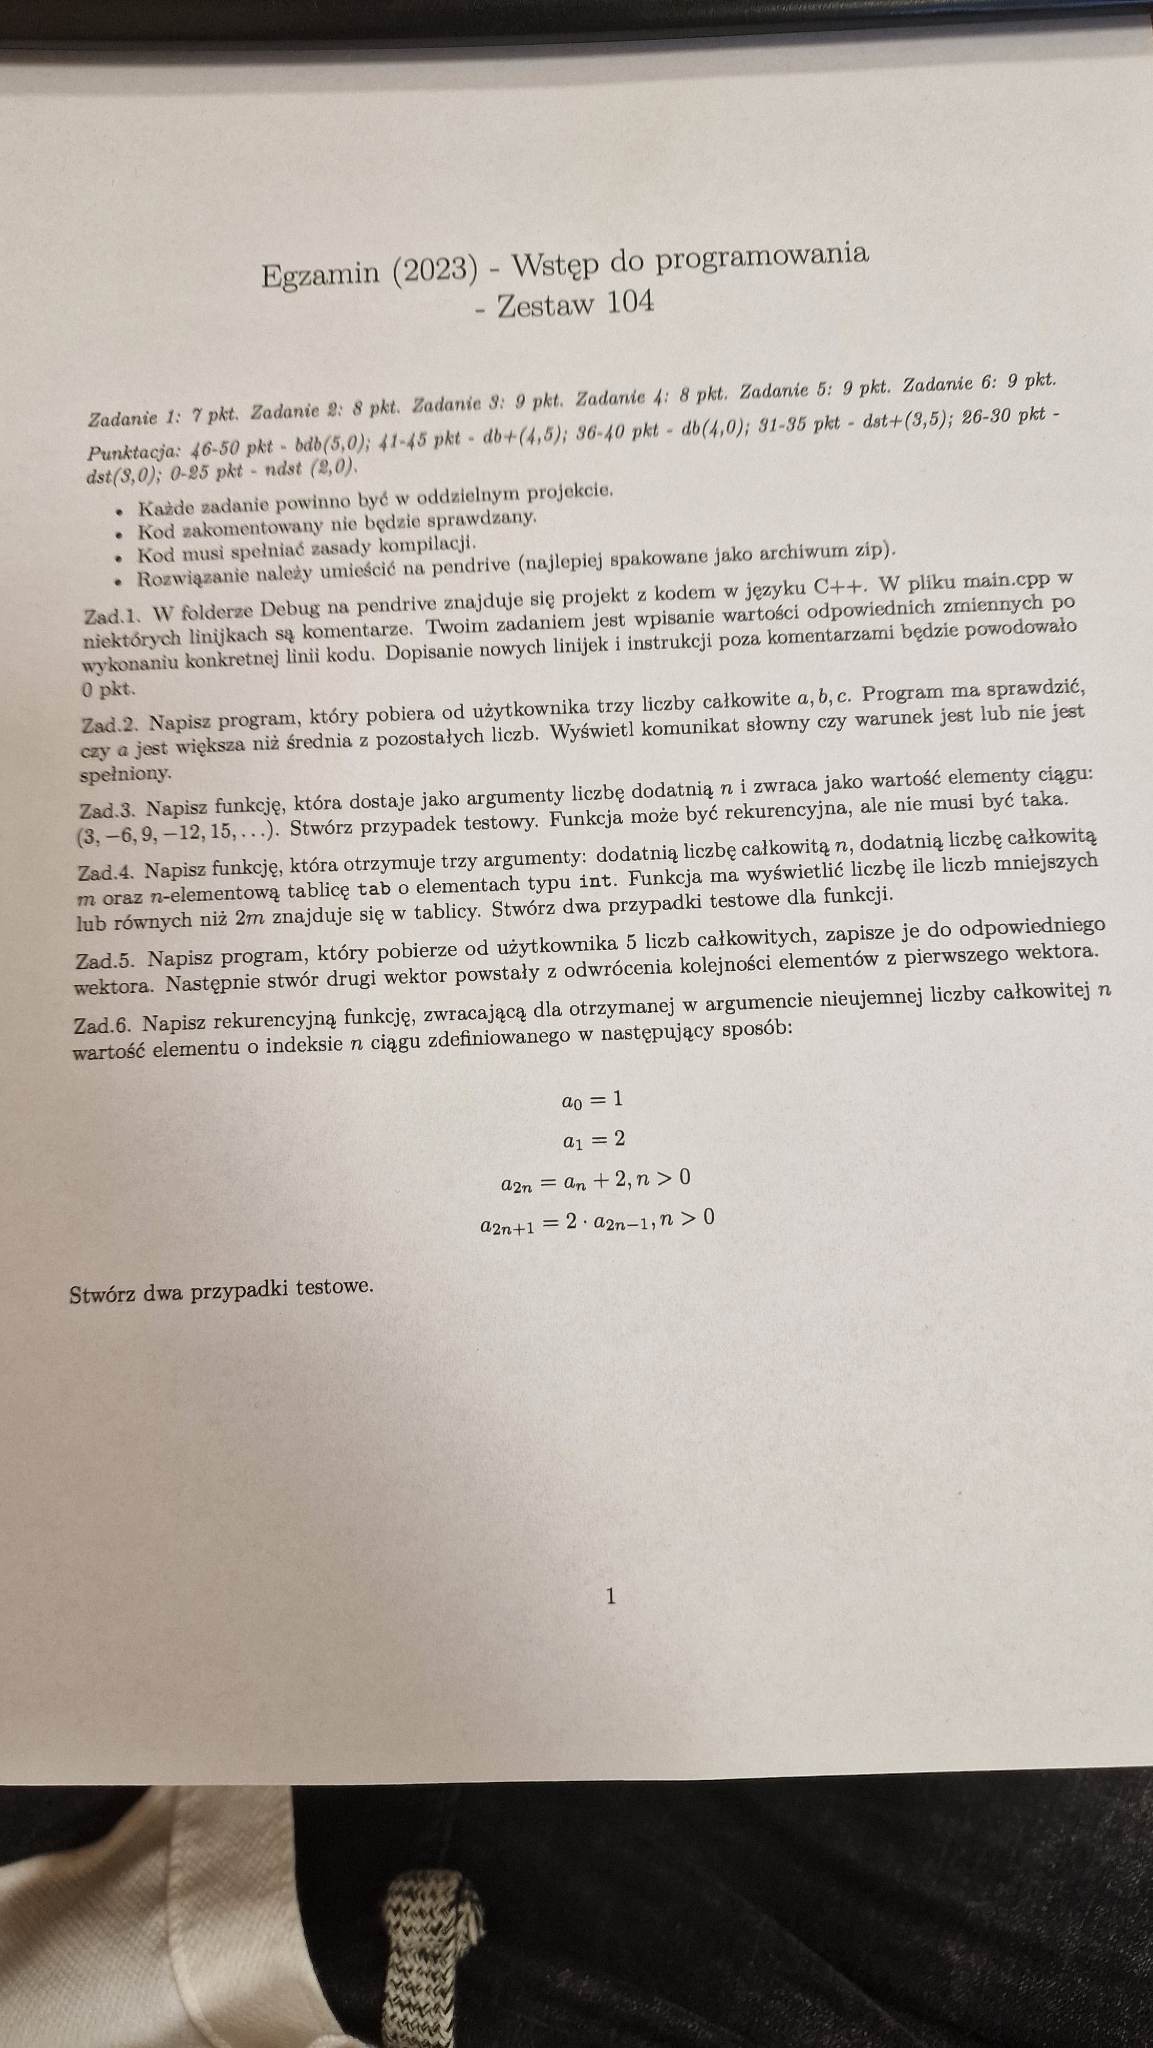 Egzamin (2023) - Wstęp do programowania
- Zestaw 104
Zadanie 1: 7 pkt. Zadanie 2: 8 pkt. Zadanie 3: 9 pkt. Zadanie 4: 8 pkt. Zadanie 5: 9 pkt. Zadanie 6: 9 pkt.
Punktacja: 46-50 pkt - bdb(5,0); 41-45 pkt - db+(4,5); 36-40 pkt - db(4,0); 31-35 pkt - dst+(3,5); 26-30 pkt -
dst(3,0); 0-25 pkt - ndst (2,0).
• Każde zadanie powinno być w oddzielnym projekcie.
• Kod zakomentowany nie będzie sprawdzany.
• Kod musi spełniać zasady kompilacji.
• Rozwiązanie należy umieścić na pendrive (najlepiej spakowane jako archiwum zip).
Zad.1. W folderze Debug na pendrive znajduje się projekt z kodem w języku C++. W pliku main.cpp w
niektórych linijkach są komentarze. Twoim zadaniem jest wpisanie wartości odpowiednich zmiennych po
wykonaniu konkretnej linii kodu. Dopisanie nowych linijek i instrukcji poza komentarzami będzie powodowało
0 pkt.
Zad.2. Napisz program, który pobiera od użytkownika trzy liczby całkowite a, b, c. Program ma sprawdzić,
czy a jest większa niż średnia z pozostałych liczb. Wyświetl komunikat słowny czy warunek jest lub nie jest
spełniony.
Zad.3. Napisz funkcję, która dostaje jako argumenty liczbę dodatnią n i zwraca jako wartość elementy ciągu:
(3, −6, 9, −12, 15, . . .). Stwórz przypadek testowy. Funkcja może być rekurencyjna, ale nie musi być taka.
Zad.4. Napisz funkcję, która otrzymuje trzy argumenty: dodatnią liczbę całkowitą n, dodatnią liczbę całkowitą
m oraz n-elementową tablicę tab o elementach typu int. Funkcja ma wyświetlić liczbę ile liczb mniejszych
lub równych niż 2m znajduje się w tablicy. Stwórz dwa przypadki testowe dla funkcji.
Zad.5. Napisz program, który pobierze od użytkownika 5 liczb całkowitych, zapisze je do odpowiedniego
wektora. Następnie stwór drugi wektor powstały z odwrócenia kolejności elementów z pierwszego wektora.
Zad.6. Napisz rekurencyjną funkcję, zwracającą dla otrzymanej w argumencie nieujemnej liczby całkowitej n
wartość elementu o indeksie n ciągu zdefiniowanego w następujący sposób:
a₀ = 1
a₁ = 2
a₂ₙ = aₙ + 2, n > 0
a₂ₙ₊₁ = 2 · a₂ₙ₋₁, n > 0
Stwórz dwa przypadki testowe.
1